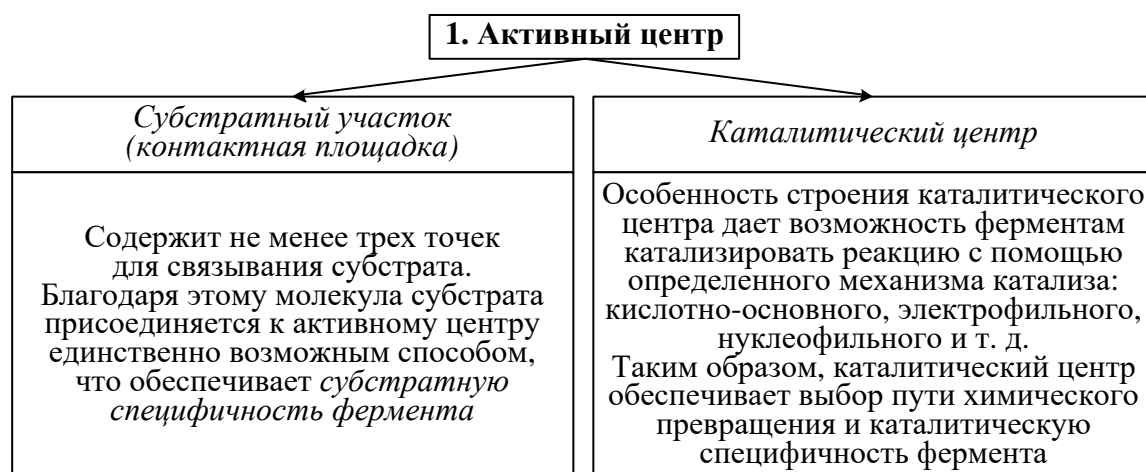 1. Активный центр
Субстратный участок
(контактная площадка)
Содержит не менее трех точек
для связывания субстрата.
Благодаря этому молекула субстрата
присоединяется к активному центру
единственно возможным способом,
что обеспечивает субстратную
специфичность фермента
Каталитический центр
Особенность строения каталитического
центра дает возможность ферментам
катализировать реакцию с помощью
определенного механизма катализа:
кислотно-основного, электрофильного,
нуклеофильного и т. д.
Таким образом, каталитический центр
обеспечивает выбор пути химического
превращения и каталитическую
специфичность фермента